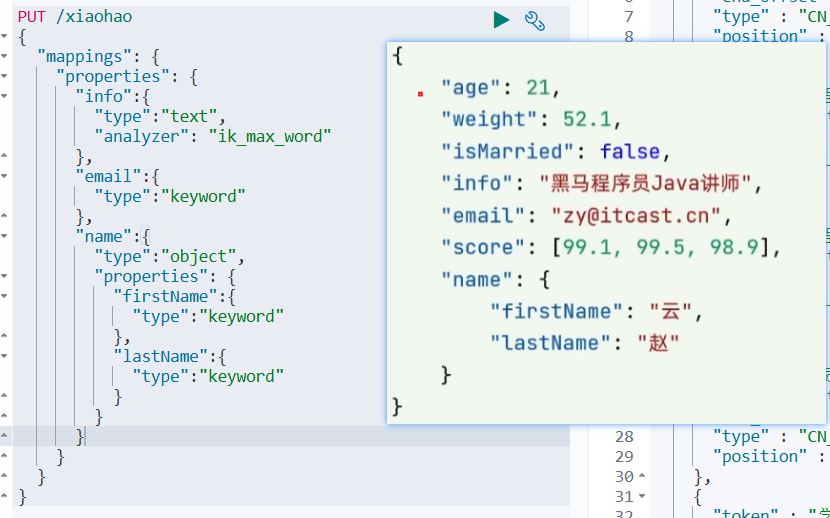 PUT /xiaohao
{
"mappings": {
"properties": {
"info":{
"type":"text",
"analyzer": "ik_max_word"
},
"email":{
"type":"keyword"
},
"name":{
"type":"object",
"properties": {
"firstName":{
"type":"keyword"
},
"lastName":{
"type":"keyword"
}
}
}
}
}
}
{
"age": 21,
"weight": 52.1,
"isMarried": false,
"info": "黑马程序员Java讲师",
"email": "zy@itcast.cn",
"score": [99.1, 99.5, 98.9],
"name": {
"firstName": "云",
"lastName": "赵"
}
}
7 "type" : "CN_
8 "position" :
28 "type" : "CN_
29 "position" :
30 },
31 {
32 "token" : "学